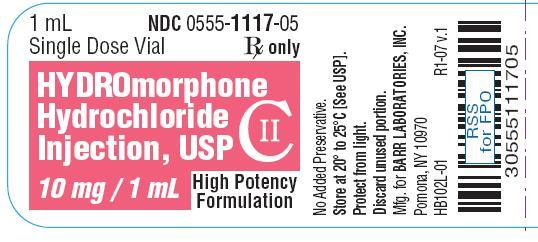 1 mL NDC 0555-1117-05
Single Dose Vial ℞ only
HYDROmorphone
Hydrochloride
Injection, USP CII
10 mg / 1 mL High Potency
Formulation
No Added Preservative.
Store at 20° to 25°C [See USP].
Protect from light.
Discard unused portion.
Mfg. for BARR LABORATORIES, INC.
Pomona, NY 10970
HB102L-01 R1-07 v.1
RSS
for FPO
30555111705